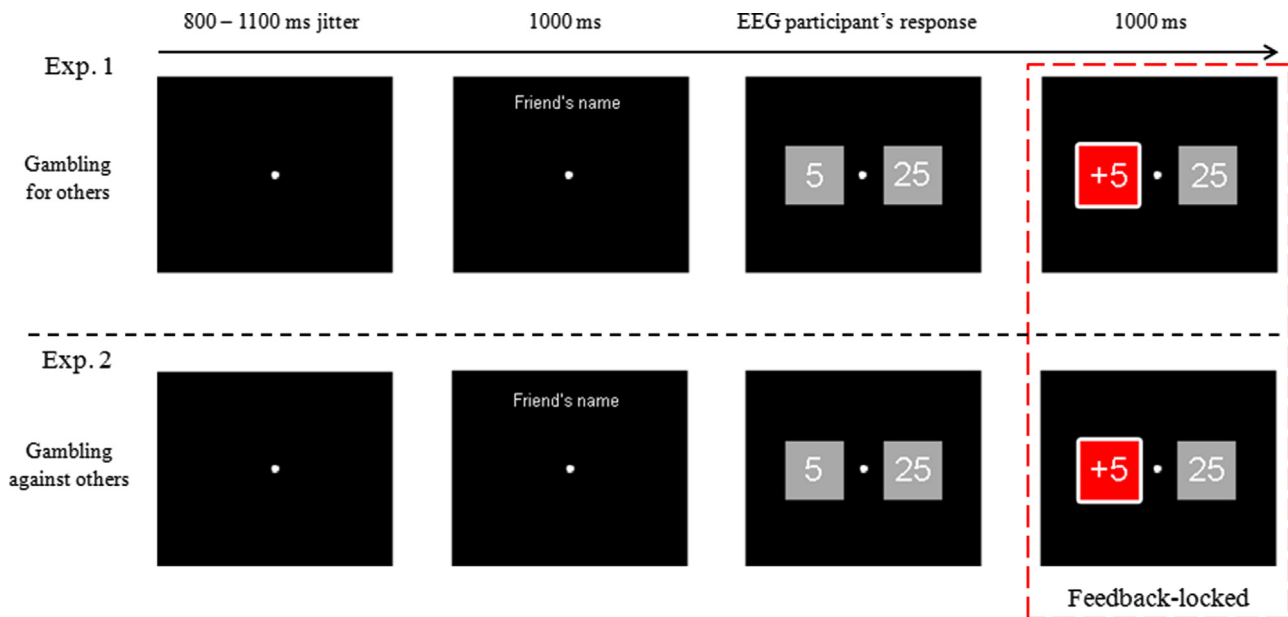 800 – 1100 ms jitter
1000 ms
EEG participant's response
1000 ms
Exp. 1
Gambling
for others
Friend's name
5
25
+5
25
Exp. 2
Gambling
against others
Friend's name
5
25
+5
25
Feedback-locked